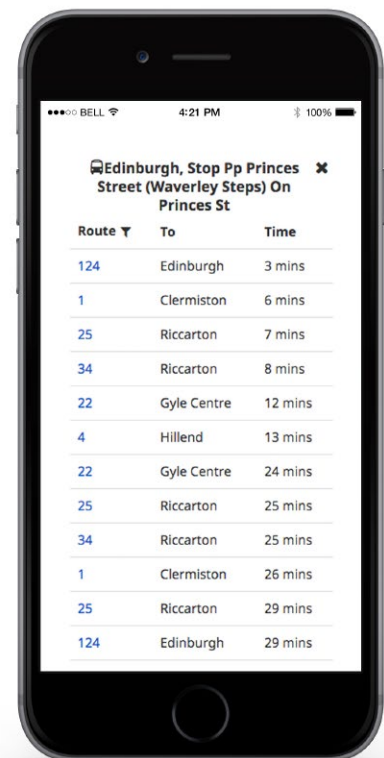 BELL 4:21 PM 100%
Edinburgh, Stop Pp Princes
Street (Waverley Steps) On
Princes St
Route To Time
124 Edinburgh 3 mins
1 Clermiston 6 mins
25 Riccarton 7 mins
34 Riccarton 8 mins
22 Gyle Centre 12 mins
4 Hillend 13 mins
22 Gyle Centre 24 mins
25 Riccarton 25 mins
34 Riccarton 25 mins
1 Clermiston 26 mins
25 Riccarton 29 mins
124 Edinburgh 29 mins